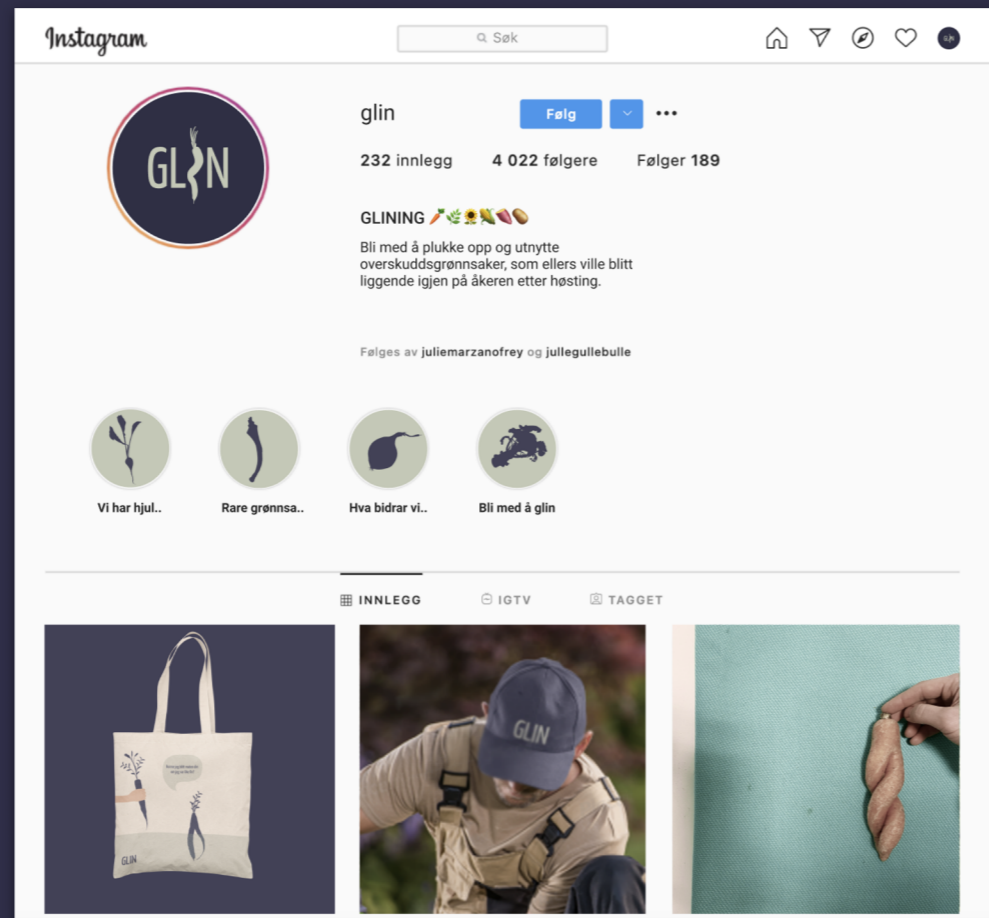 Instagram
Søk
GLIN
glin
Følg
232 innlegg 4 022 følgere Følger 189
GLINING 🥕🌿🌻🌽🍠🥔
Bli med å plukke opp og utnytte
overskuddsgrønnsaker, som ellers ville blitt
liggende igjen på åkeren etter høsting.
Følges av juliemarzanofrey og jullegullebulle
Vi har hjul.. Rare grønnsa.. Hva bidrar vi.. Bli med å glin
INNLEGG IGTV TAGGET
GLIN
GLIN